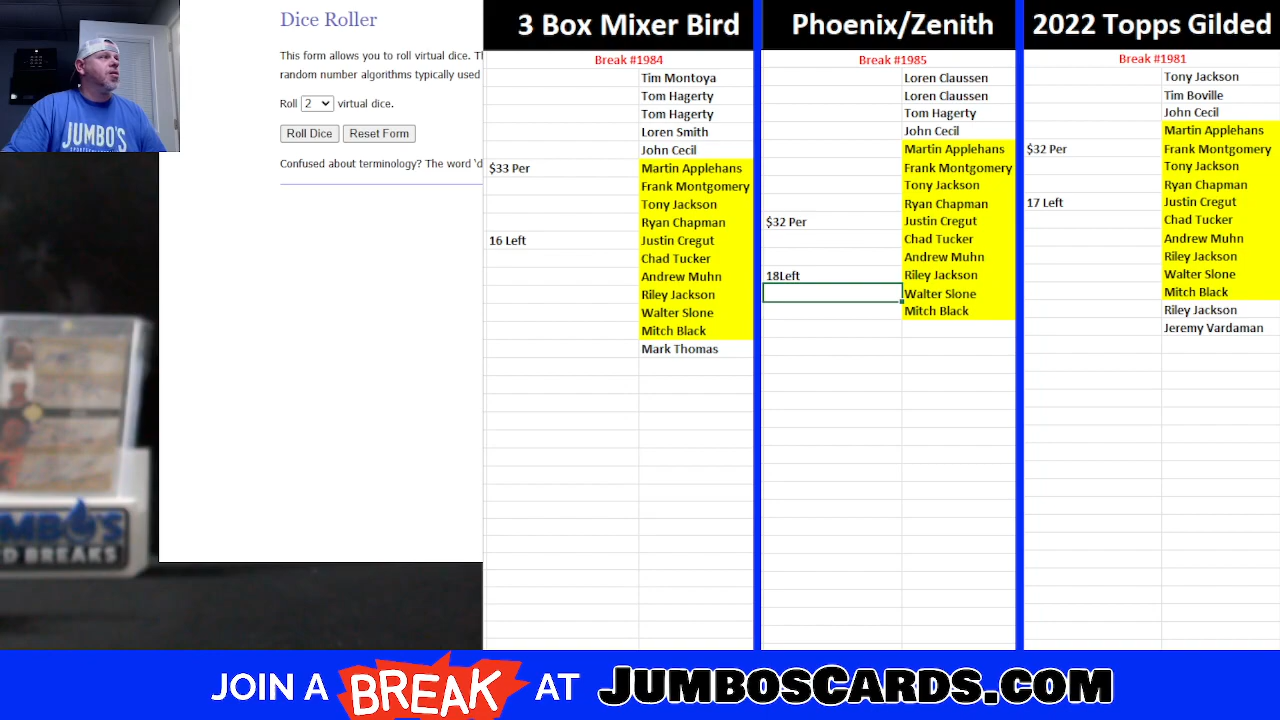 JUMBO'S
Dice Roller
This form allows you to roll virtual dice.
random number algorithms typically used
Roll 2 virtual dice.
Roll Dice Reset Form
Confused about terminology? The word
3 Box Mixer Bird
Break #1984
Tim Montoya
Tom Hagerty
Tom Hagerty
Loren Smith
John Cecil
$33 Per Martin Applehans
Frank Montgomery
Tony Jackson
Ryan Chapman
16 Left Justin Cregut
Chad Tucker
Andrew Muhn
Riley Jackson
Walter Slone
Mitch Black
Mark Thomas
Phoenix/Zenith
Break #1985
Loren Claussen
Loren Claussen
Tom Hagerty
John Cecil
Martin Applehans
Frank Montgomery
Tony Jackson
Ryan Chapman
$32 Per Justin Cregut
Chad Tucker
Andrew Muhn
18Left Riley Jackson
Walter Slone
Mitch Black
2022 Topps Gilded
Break #1981
Tony Jackson
Tim Boville
John Cecil
Martin Applehans
$32 Per Frank Montgomery
Tony Jackson
Ryan Chapman
17 Left Justin Cregut
Chad Tucker
Andrew Muhn
Riley Jackson
Walter Slone
Mitch Black
Riley Jackson
Jeremy Vardaman
JOIN A BREAK AT JUMBOSCARDS.COM